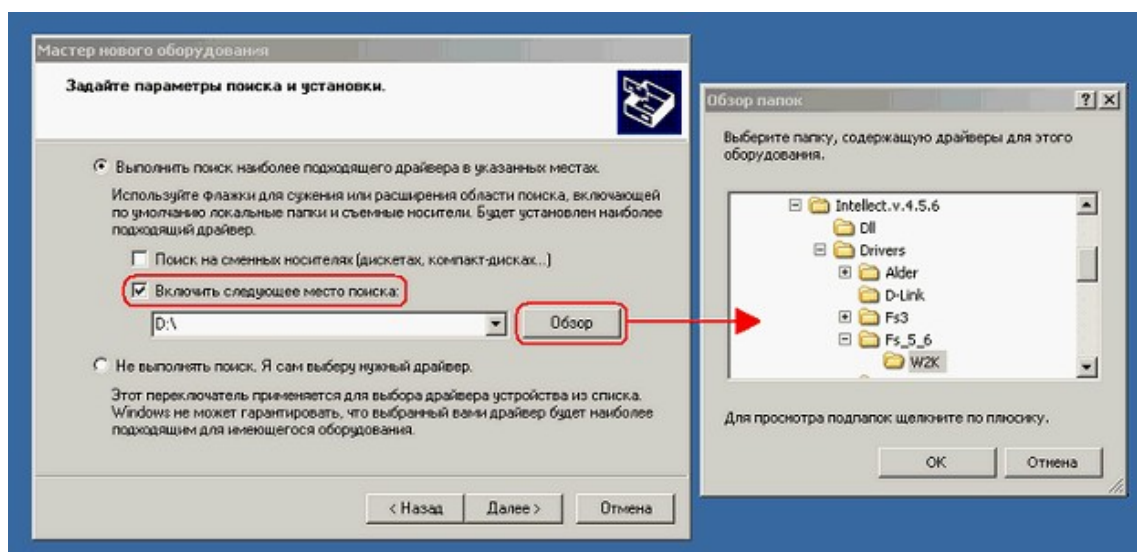 Мастер нового оборудования
Задайте параметры поиска и установки.
Выполнить поиск наиболее подходящего драйвера в указанных местах.
Используйте флажки для сужения или расширения области поиска, включающей
по умолчанию локальные папки и съемные носители. Будет установлен наиболее
подходящий драйвер.
Поиск на сменных носителях (дискетах, компакт-дисках...)
Включить следующее место поиска:
D:\
Обзор
Не выполнять поиск. Я сам выберу нужный драйвер.
Этот переключатель применяется для выбора драйвера устройства из списка.
Windows не может гарантировать, что выбранный вами драйвер будет наиболее
подходящим для имеющегося оборудования.
< Назад
Далее >
Отмена
Обзор папок
Выберите папку, содержащую драйверы для этого
оборудования.
Intellect.v.4.5.6
Dll
Drivers
Alder
D-Link
Fs3
Fs_5_6
W2K
Для просмотра подпапок щелкните по плюсику.
OK
Отмена